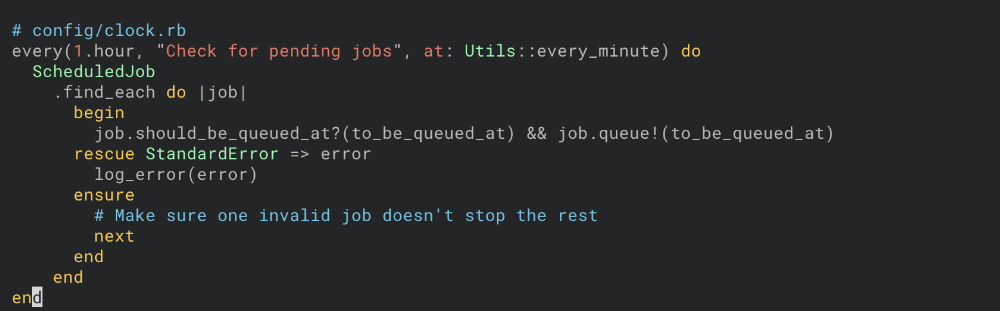 # config/clock.rb
every(1.hour, "Check for pending jobs", at: Utils::every_minute) do
  ScheduledJob
    .find_each do |job|
      begin
        job.should_be_queued_at?(to_be_queued_at) && job.queue!(to_be_queued_at)
      rescue StandardError => error
        log_error(error)
      ensure
        # Make sure one invalid job doesn't stop the rest
        next
      end
    end
end